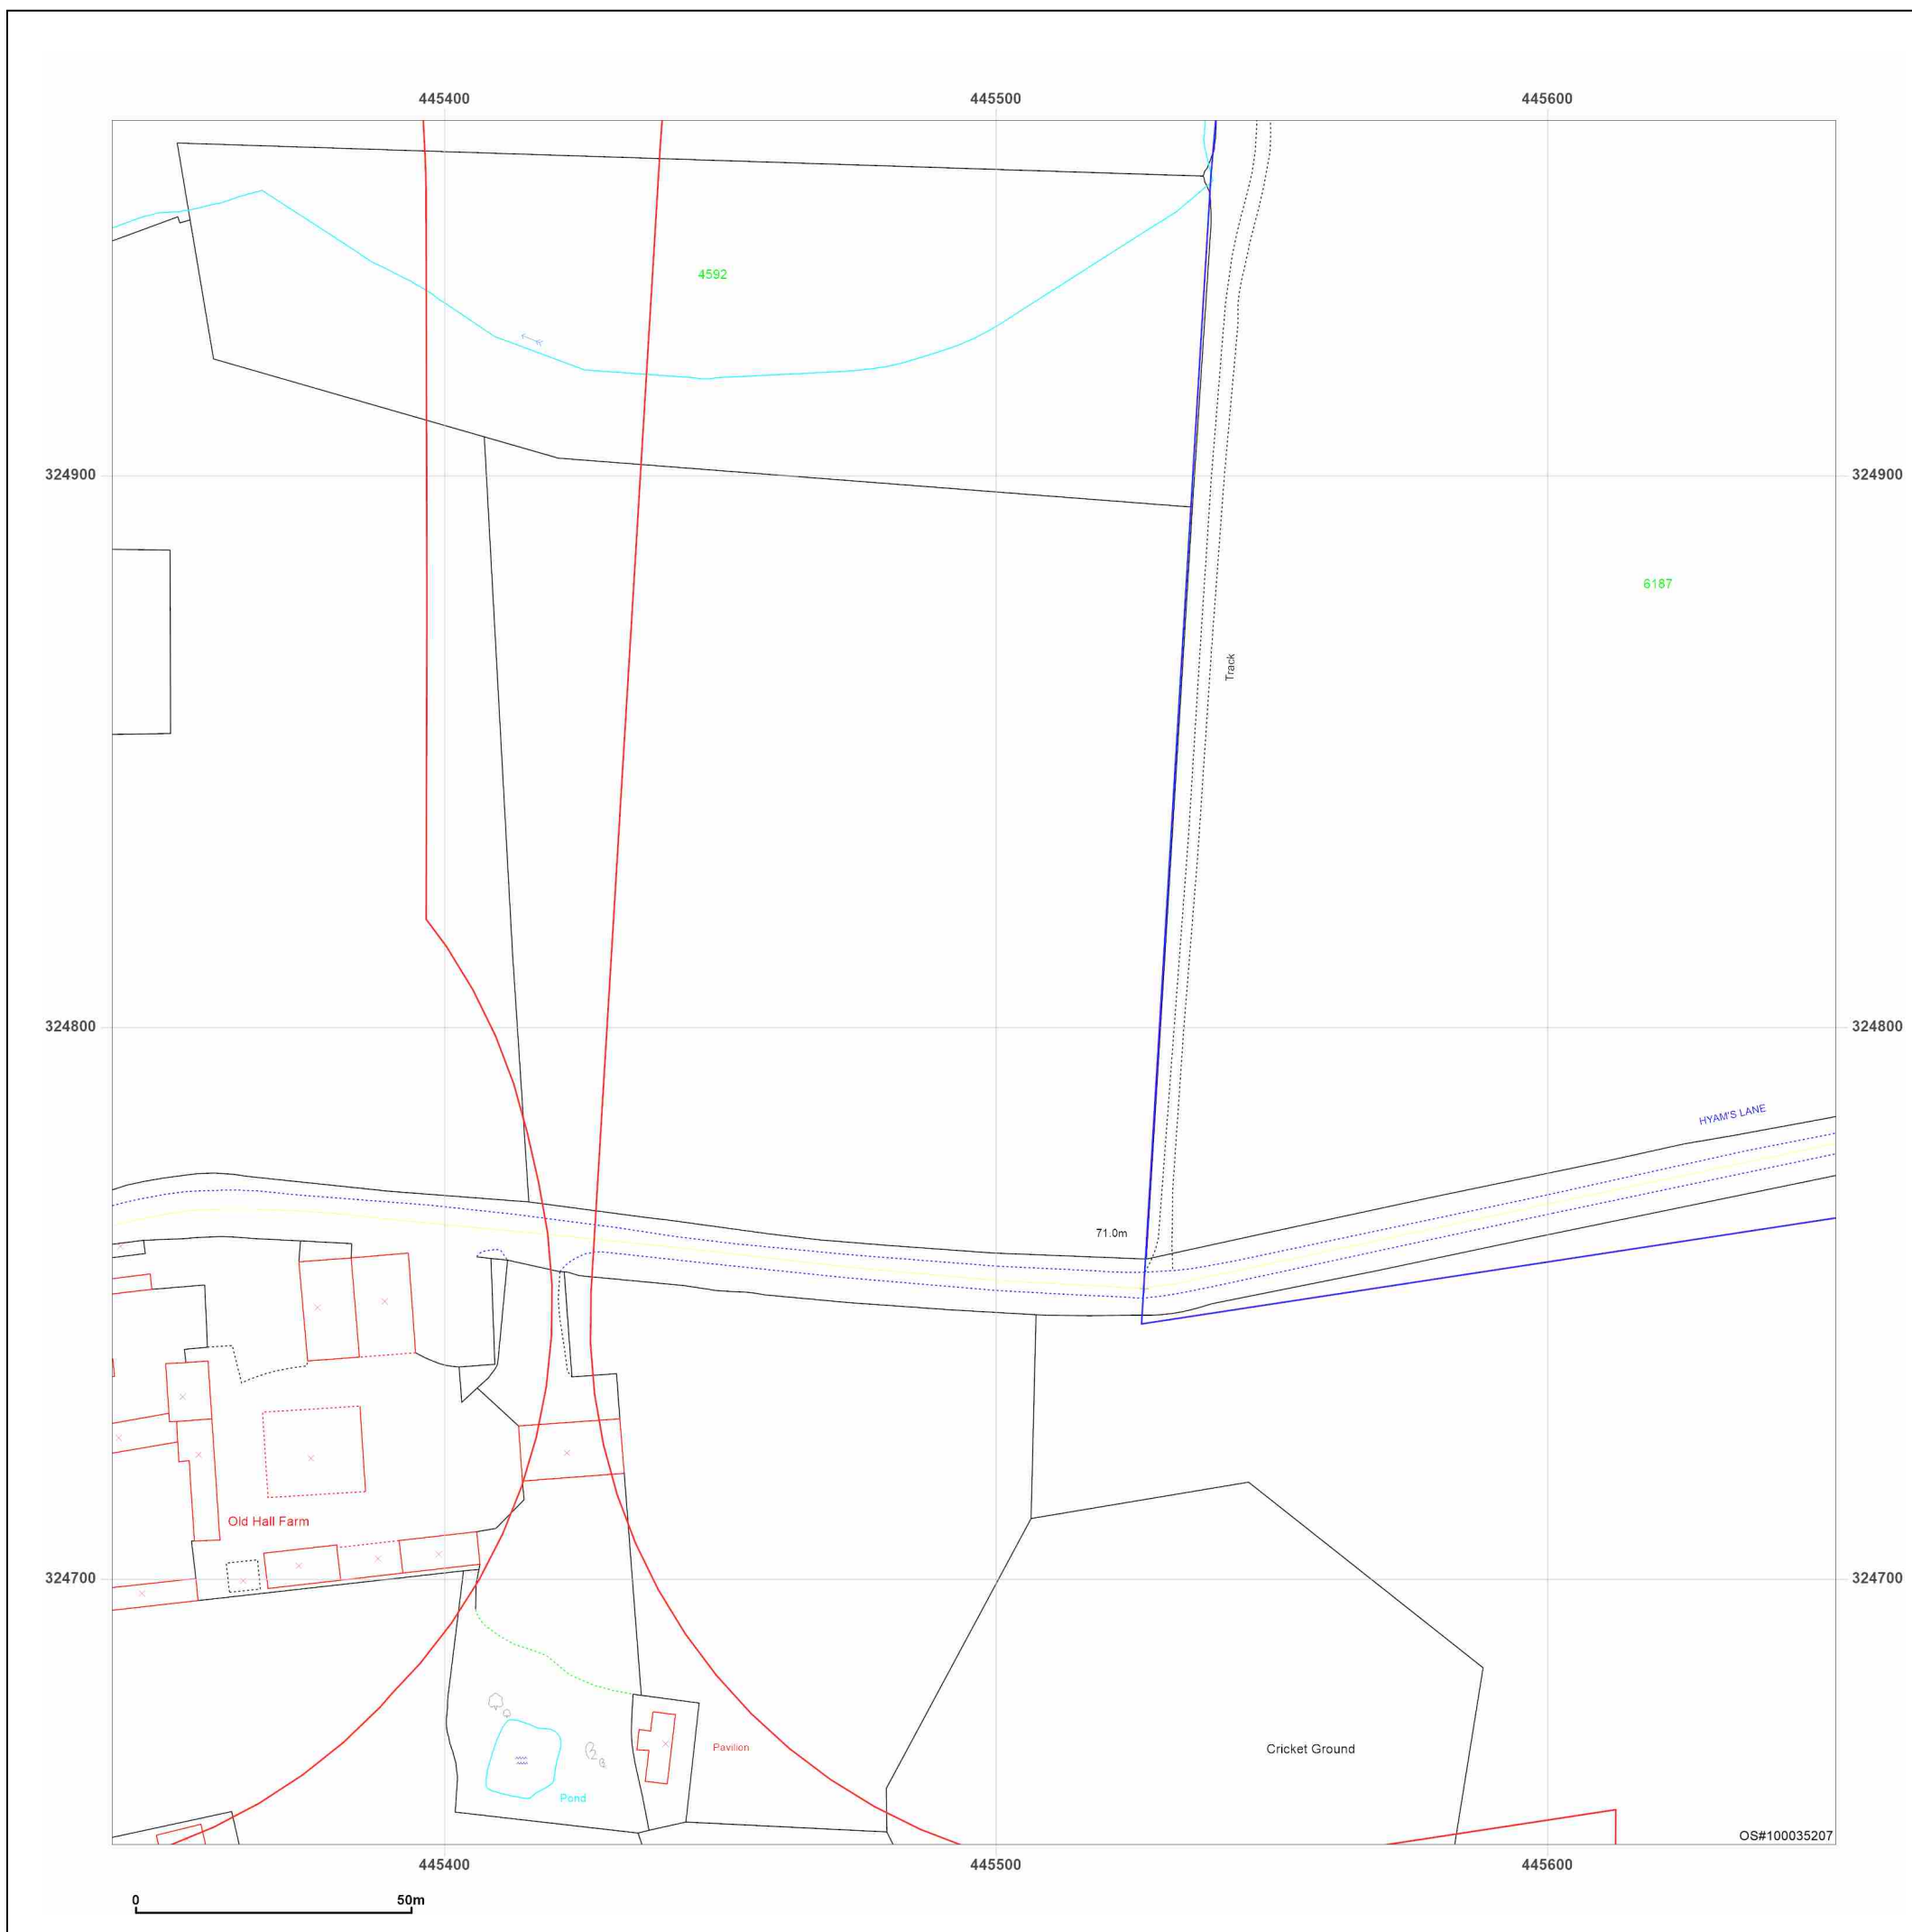 445400
445500
445600
4592
324900
324900
6187
Track
324800
324800
HYAM'S LANE
71.0m
Old Hall Farm
324700
324700
Pavilion
Cricket Ground
Pond
OS#100035207
445400
445500
445600
0
50m